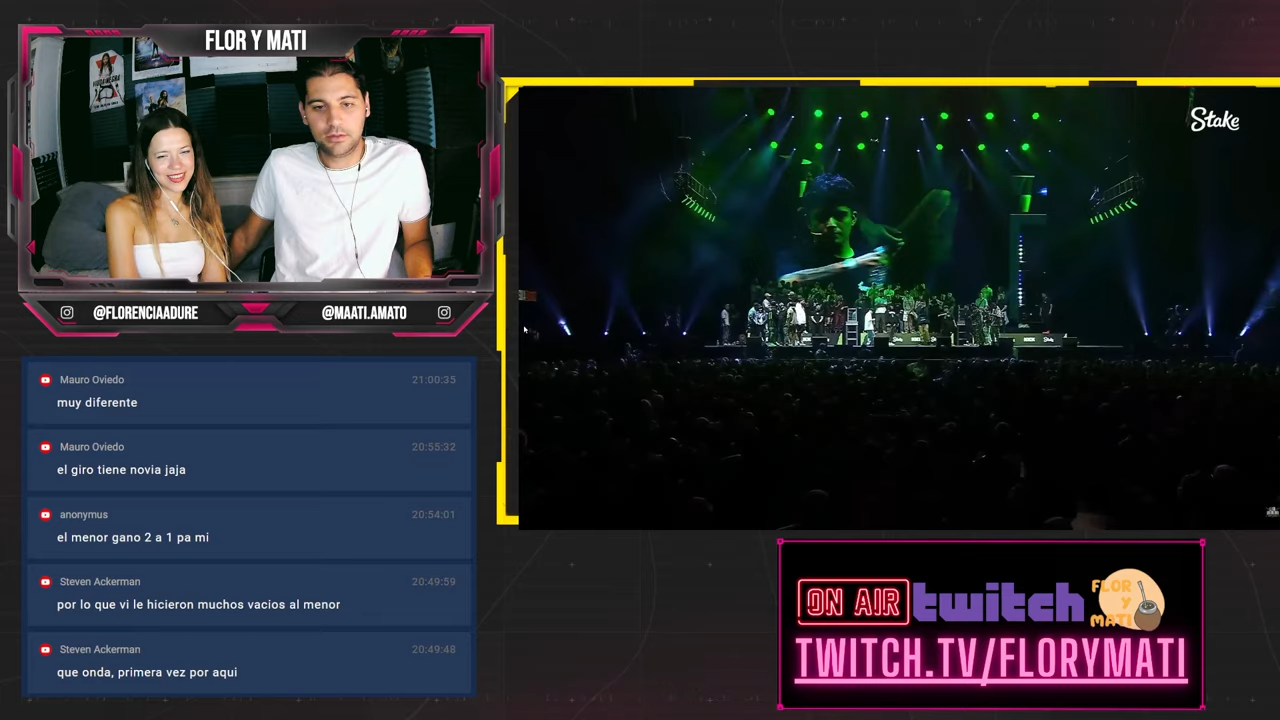 FLOR Y MATI
@FLORENCIAADURE
@MAATI.AMATO
Mauro Oviedo 21:00:35
muy diferente
Mauro Oviedo 20:55:32
el giro tiene novia jaja
anonymus 20:54:01
el menor gano 2 a 1 pa mi
Steven Ackerman 20:49:59
por lo que vi le hicieron muchos vacios al menor
Steven Ackerman 20:49:48
que onda, primera vez por aqui
Stake
ON AIR
twitch
FLOR
Y
MATI
TWITCH.TV/FLORYMATI